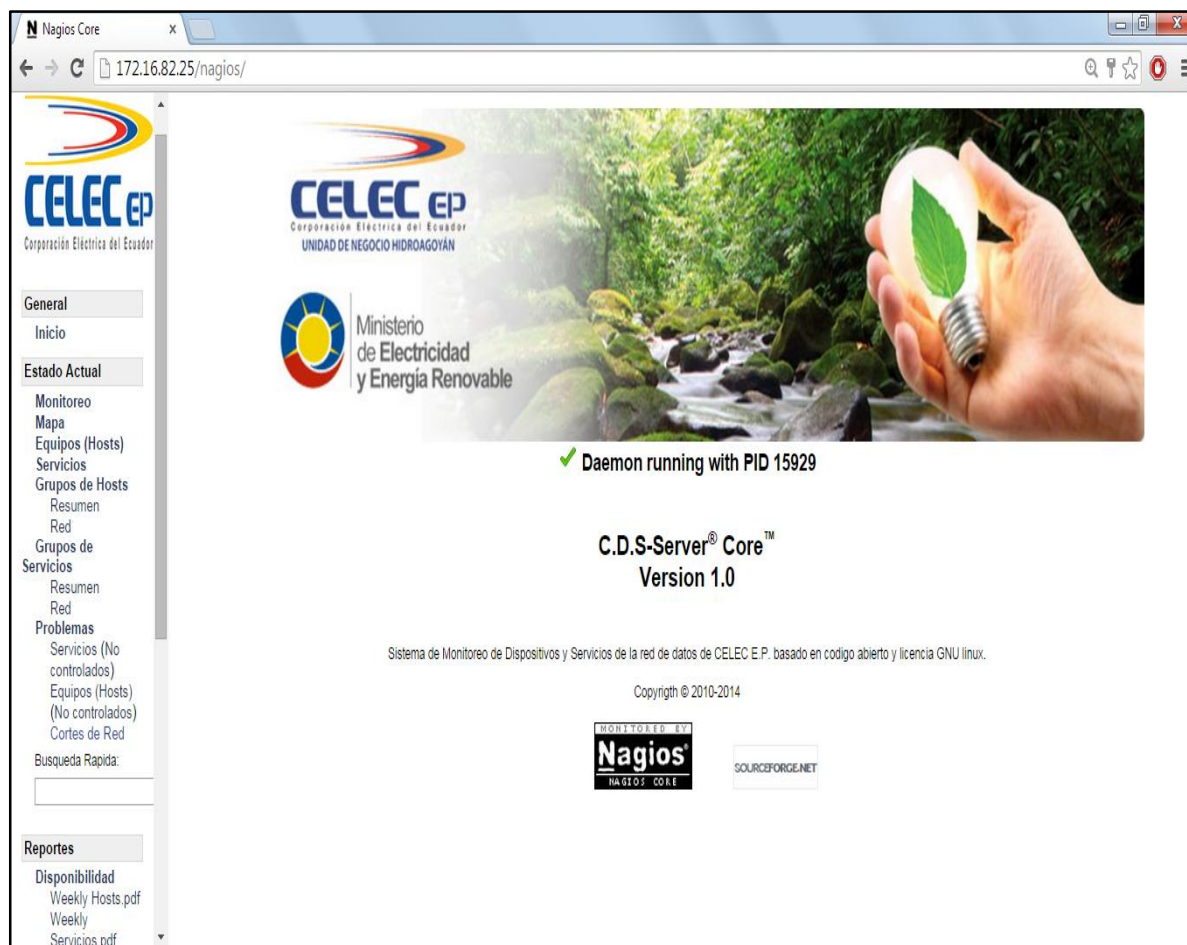 N Nagios Core
172.16.82.25/nagios/
CELEC EP
Corporación Eléctrica del Ecuador
General
Inicio
Estado Actual
Monitoreo
Mapa
Equipos (Hosts)
Servicios
Grupos de Hosts
Resumen
Red
Grupos de
Servicios
Resumen
Red
Problemas
Servicios (No
controlados)
Equipos (Hosts)
(No controlados)
Cortes de Red
Busqueda Rapida:
Reportes
Disponibilidad
Weekly Hosts.pdf
Weekly
Servicios.pdf
CELEC EP
Corporación Eléctrica del Ecuador
UNIDAD DE NEGOCIO HIDROAGOYÁN
Ministerio
de Electricidad
y Energía Renovable
Daemon running with PID 15929
C.D.S-Server® Core™
Version 1.0
Sistema de Monitoreo de Dispositivos y Servicios de la red de datos de CELEC E.P. basado en codigo abierto y licencia GNU linux.
Copyrigth © 2010-2014
MONITORED BY
Nagios®
NAGIOS CORE
SOURCEFORGE.NET